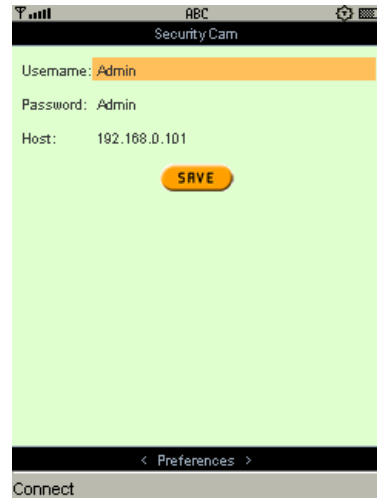 ABC
Security Cam
Username: Admin
Password: Admin
Host: 192.168.0.101
SAVE
< Preferences >
Connect